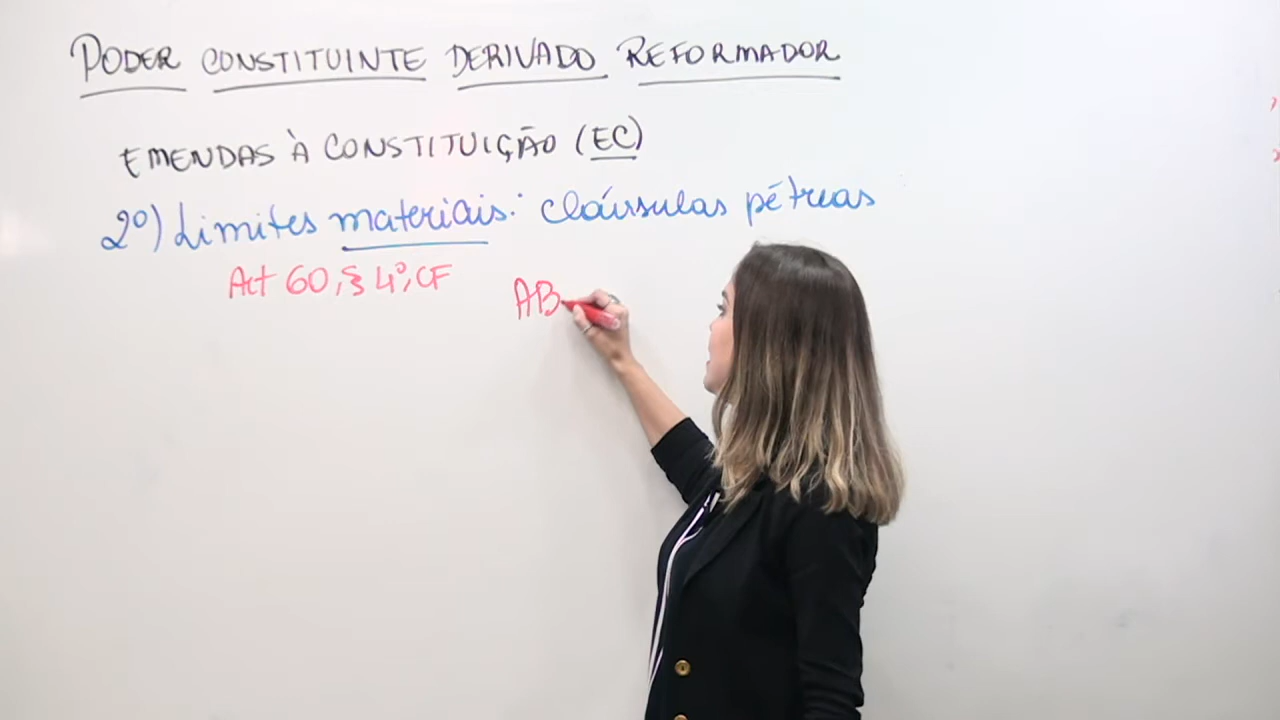 PODER CONSTITUINTE DERIVADO REFORMADOR
EMENDAS À CONSTITUIÇÃO (EC)
2º) Limites materiais: cláusulas pétreas
Art 60, § 4º, CF
AB